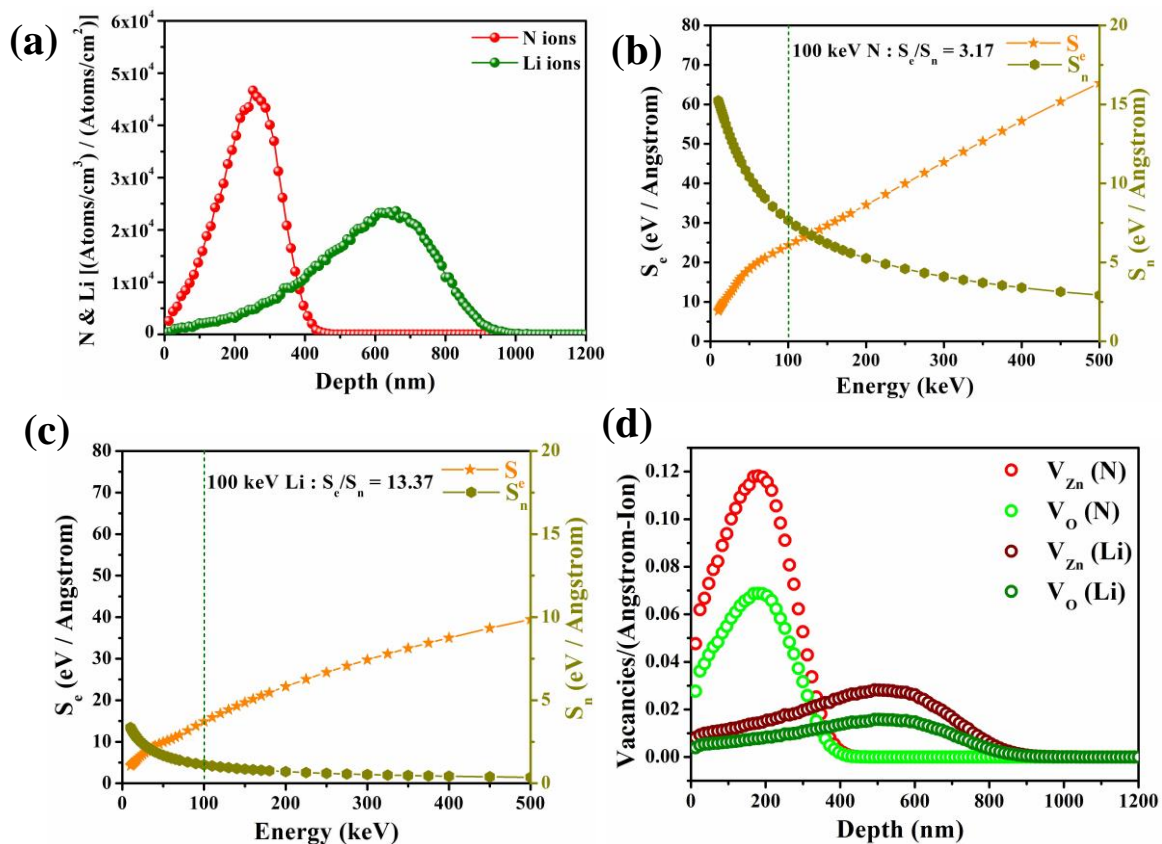 (a)
N & Li [(Atoms/cm³) / (Atoms/cm²)]
6x10⁴
5x10⁴
4x10⁴
3x10⁴
2x10⁴
1x10⁴
0
N ions
Li ions
0 200 400 600 800 1000 1200
Depth (nm)
(b)
Sₑ (eV / Angstrom)
80
70
60
50
40
30
20
10
0
100 keV N : Sₑ/Sₙ = 3.17
Sₑ
Sₙ
20
15
10
5
0
Sₙ (eV / Angstrom)
0 100 200 300 400 500
Energy (keV)
(c)
Sₑ (eV / Angstrom)
80
70
60
50
40
30
20
10
0
100 keV Li : Sₑ/Sₙ = 13.37
Sₑ
Sₙ
20
15
10
5
0
Sₙ (eV / Angstrom)
0 100 200 300 400 500
Energy (keV)
(d)
Vacancies/(Angstrom-Ion)
0.12
0.10
0.08
0.06
0.04
0.02
0.00
V_Zn (N)
V_O (N)
V_Zn (Li)
V_O (Li)
0 200 400 600 800 1000 1200
Depth (nm)